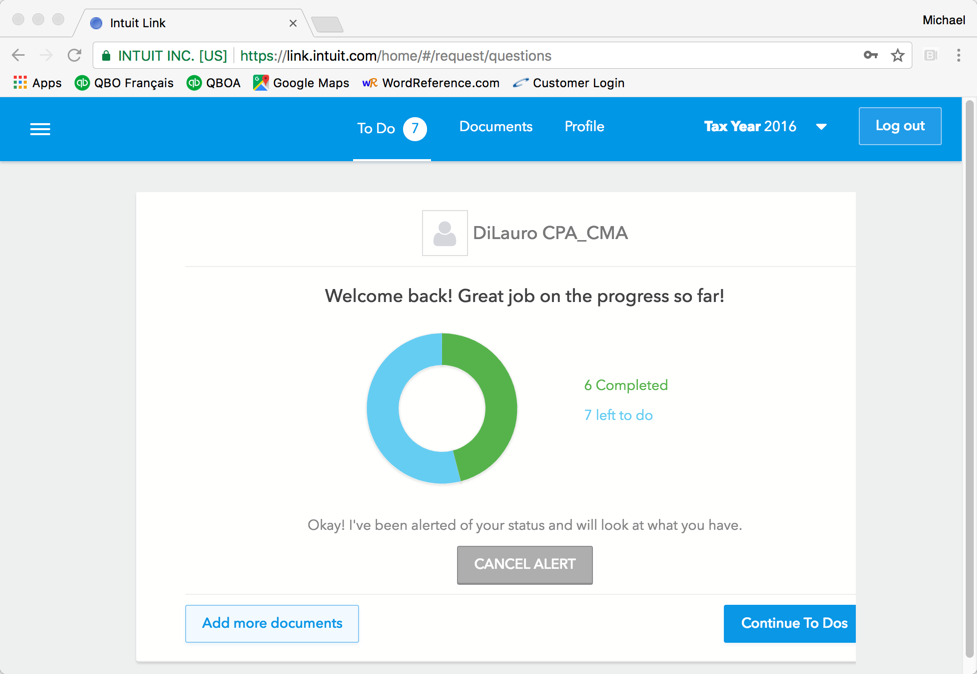 Intuit Link
Michael
INTUIT INC. [US] https://link.intuit.com/home/#/request/questions
Apps QBO Français QBOA Google Maps WordReference.com Customer Login
To Do 7 Documents Profile Tax Year 2016 Log out
DiLauro CPA_CMA
Welcome back! Great job on the progress so far!
6 Completed
7 left to do
Okay! I've been alerted of your status and will look at what you have.
CANCEL ALERT
Add more documents Continue To Dos